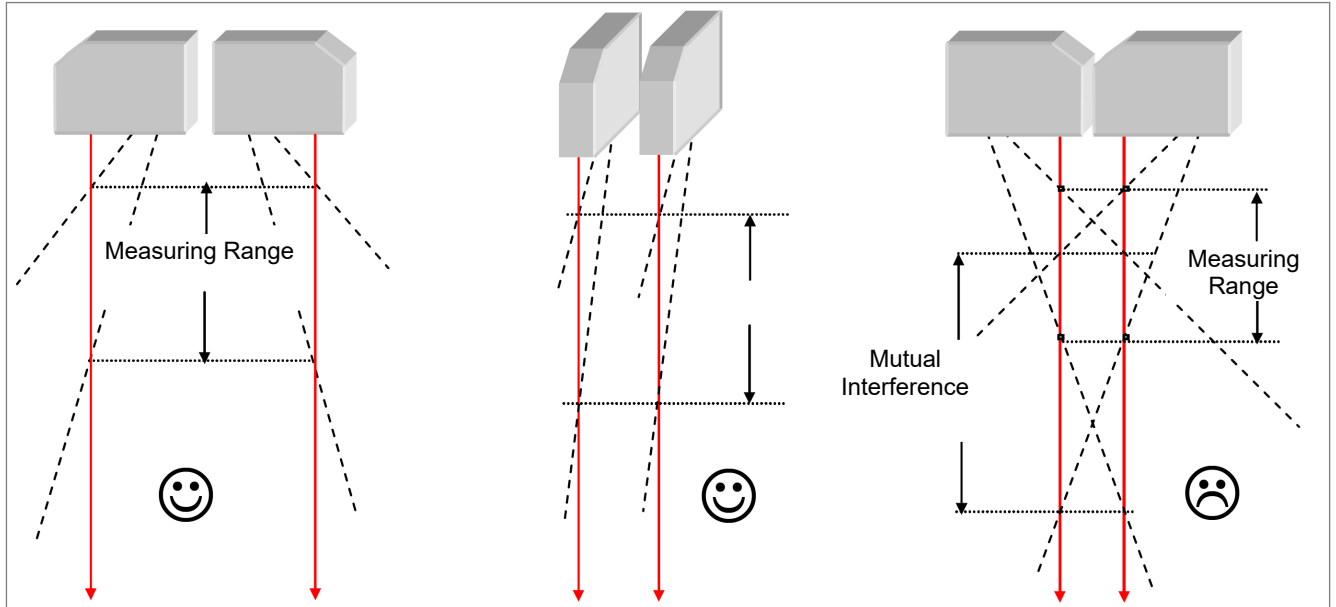 Measuring Range
Measuring
Range
Mutual
Interference